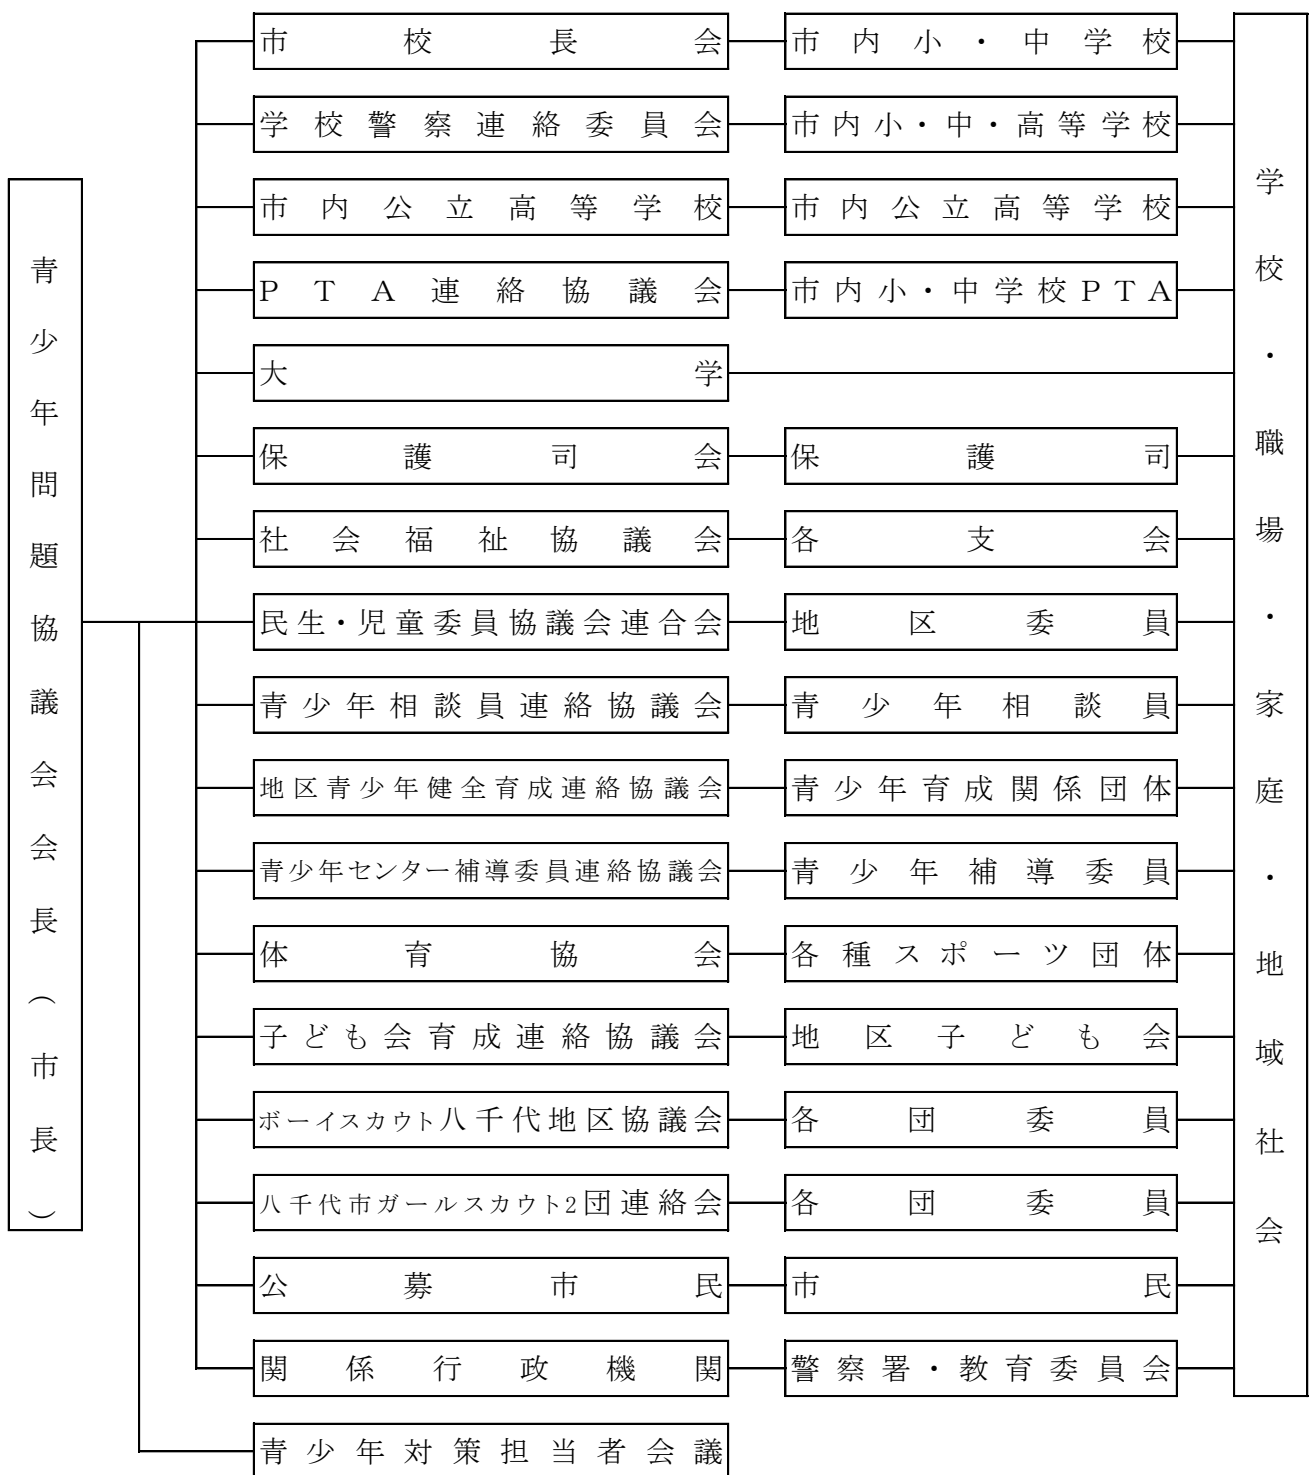 青少年問題協議会会長（市長）
市校長会
市内小・中学校
学校警察連絡委員会
市内小・中・高等学校
市内公立高等学校
市内公立高等学校
ＰＴＡ連絡協議会
市内小・中学校ＰＴＡ
大学
保護司会
保護司
社会福祉協議会
各支会
民生・児童委員協議会連合会
地区委員
青少年相談員連絡協議会
青少年相談員
地区青少年健全育成連絡協議会
青少年育成関係団体
青少年センター補導委員連絡協議会
青少年補導委員
体育協会
各種スポーツ団体
子ども会育成連絡協議会
地区子ども会
ボーイスカウト八千代地区協議会
各団委員
八千代市ガールスカウト2団連絡会
各団委員
公募市民
市民
関係行政機関
警察署・教育委員会
青少年対策担当者会議
学校・職場・家庭・地域社会